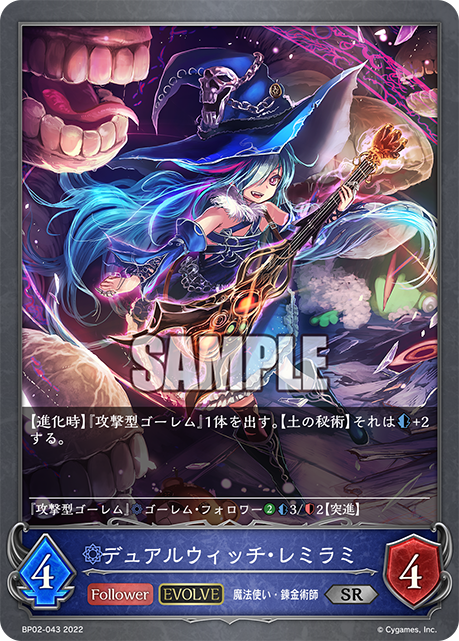 SAMPLE
【進化時】『攻撃型ゴーレム』1体を出す。【土の秘術】それは+2
する。
『攻撃型ゴーレム』ゴーレム・フォロワー2 3/2【突進】
デュアルウィッチ・レミラミ
4
Follower EVOLVE 魔法使い・錬金術師 SR
4
BP02-043 2022 © Cygames, Inc.